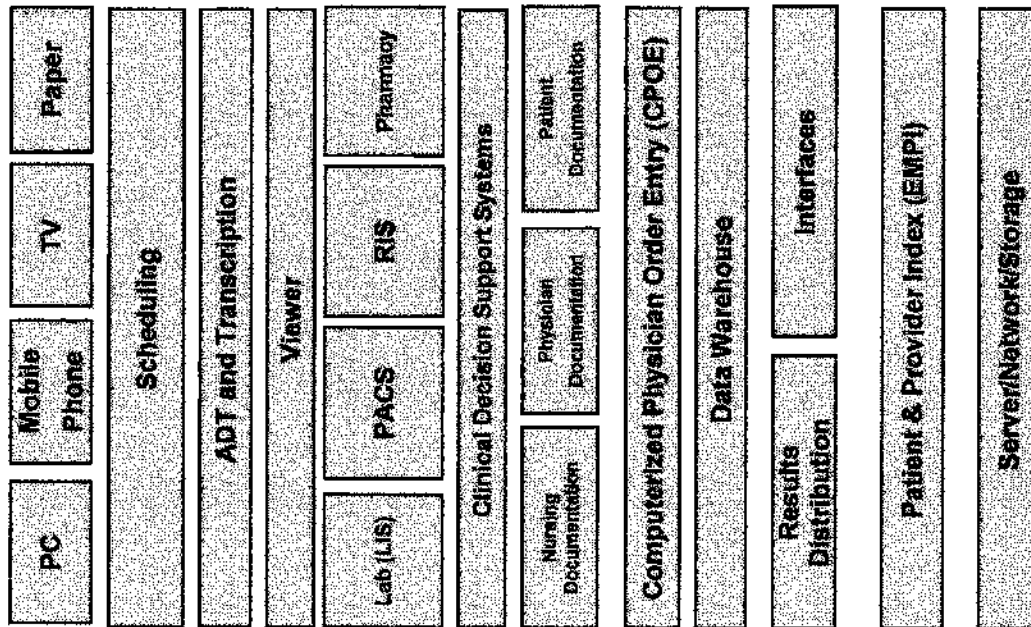 PC
Mobile
Phone
TV
Paper
Scheduling
ADT and Transcription
Viewer
Lab (LIS)
PACS
RIS
Pharmacy
Clinical Decision Support Systems
Nursing
Documentation
Physian
Documentation
Patient
Documentation
Computerized Physician Order Entry (CPOE)
Data Warehouse
Results
Distribution
Interfaces
Patient & Provider Index (EMPI)
Server/Network/Storage